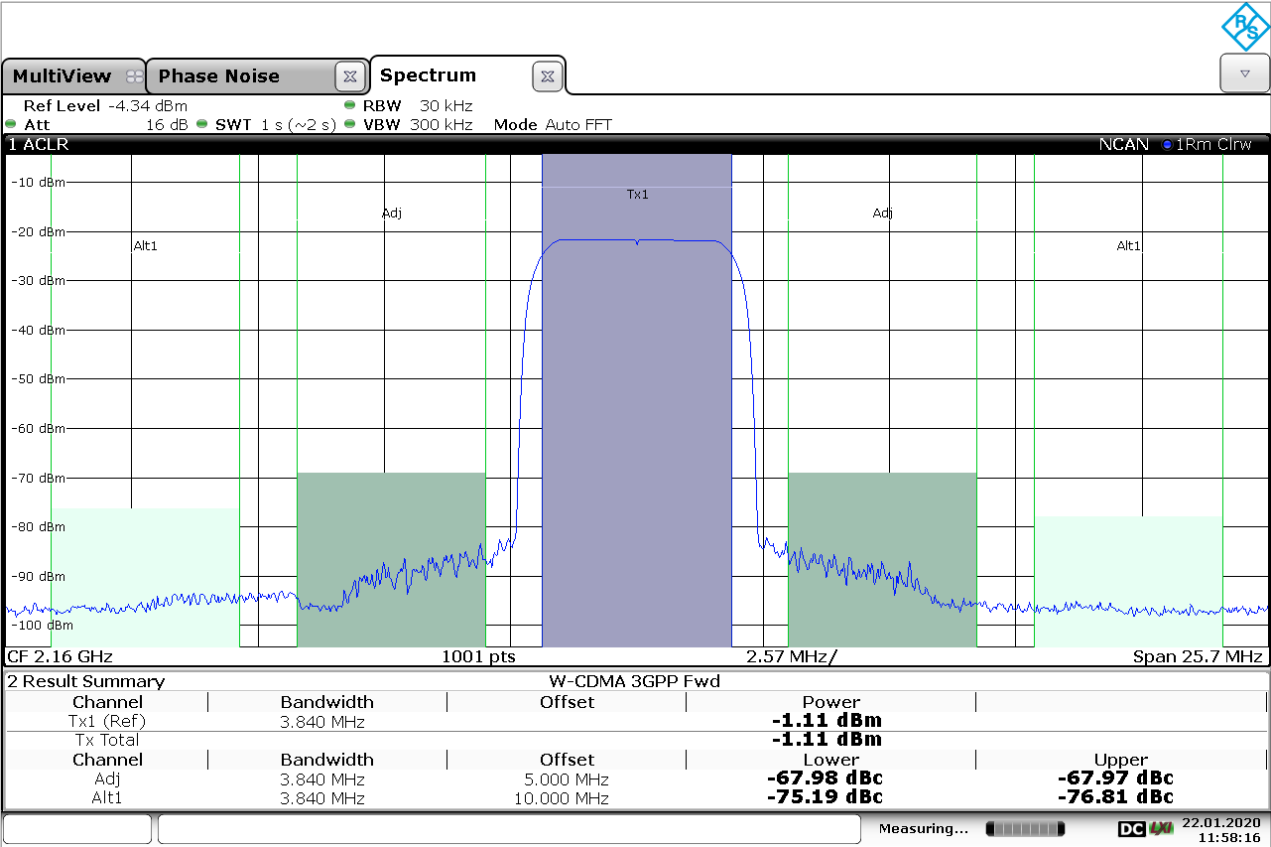 R&S
MultiView Phase Noise Spectrum
Ref Level -4.34 dBm RBW 30 kHz
Att 16 dB SWT 1 s (~2 s) VBW 300 kHz Mode Auto FFT
1 ACLR NCAN 1Rm Clrw
-10 dBm
Tx1
Adj Adj
-20 dBm
Alt1 Alt1
-30 dBm
-40 dBm
-50 dBm
-60 dBm
-70 dBm
-80 dBm
-90 dBm
-100 dBm
CF 2.16 GHz 1001 pts 2.57 MHz/ Span 25.7 MHz
2 Result Summary W-CDMA 3GPP Fwd
Channel Bandwidth Offset Power
Tx1 (Ref) 3.840 MHz -1.11 dBm
Tx Total -1.11 dBm
Channel Bandwidth Offset Lower Upper
Adj 3.840 MHz 5.000 MHz -67.98 dBc -67.97 dBc
Alt1 3.840 MHz 10.000 MHz -75.19 dBc -76.81 dBc
Measuring... DC LXI 22.01.2020
11:58:16